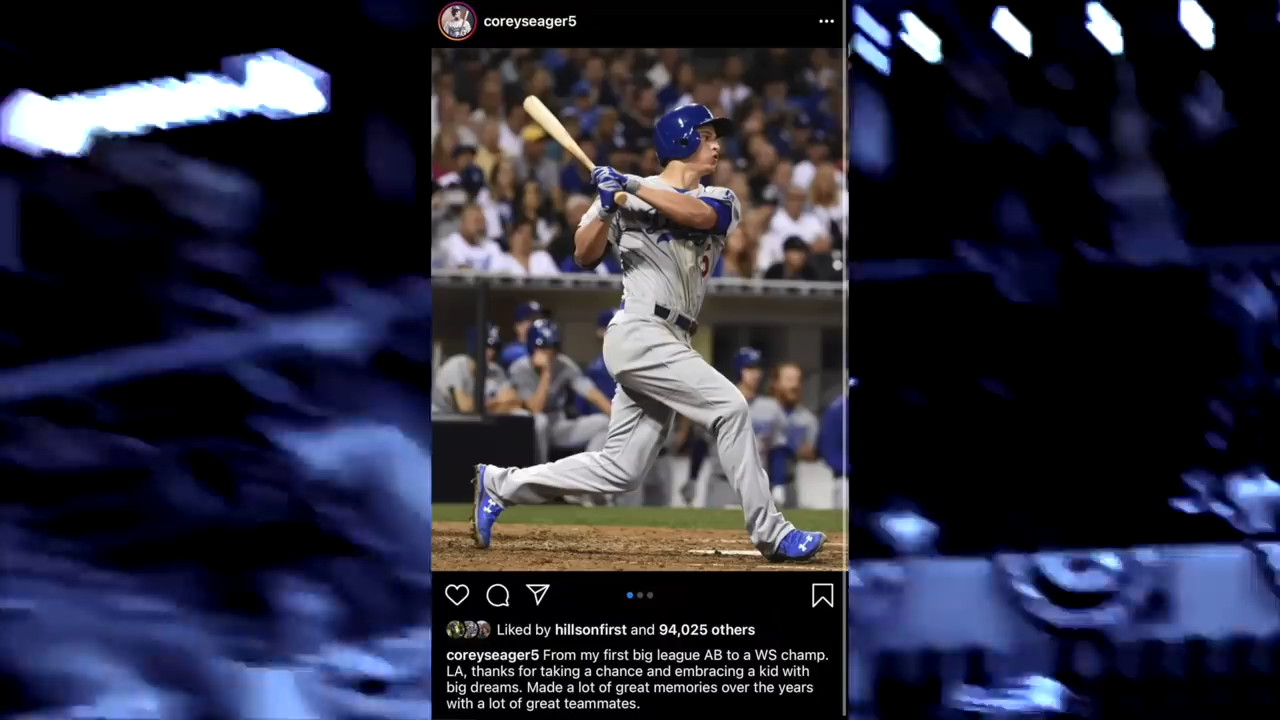 coreyseager5
Liked by hillsonfirst and 94,025 others
coreyseager5 From my first big league AB to a WS champ.
LA, thanks for taking a chance and embracing a kid with
big dreams. Made a lot of great memories over the years
with a lot of great teammates.